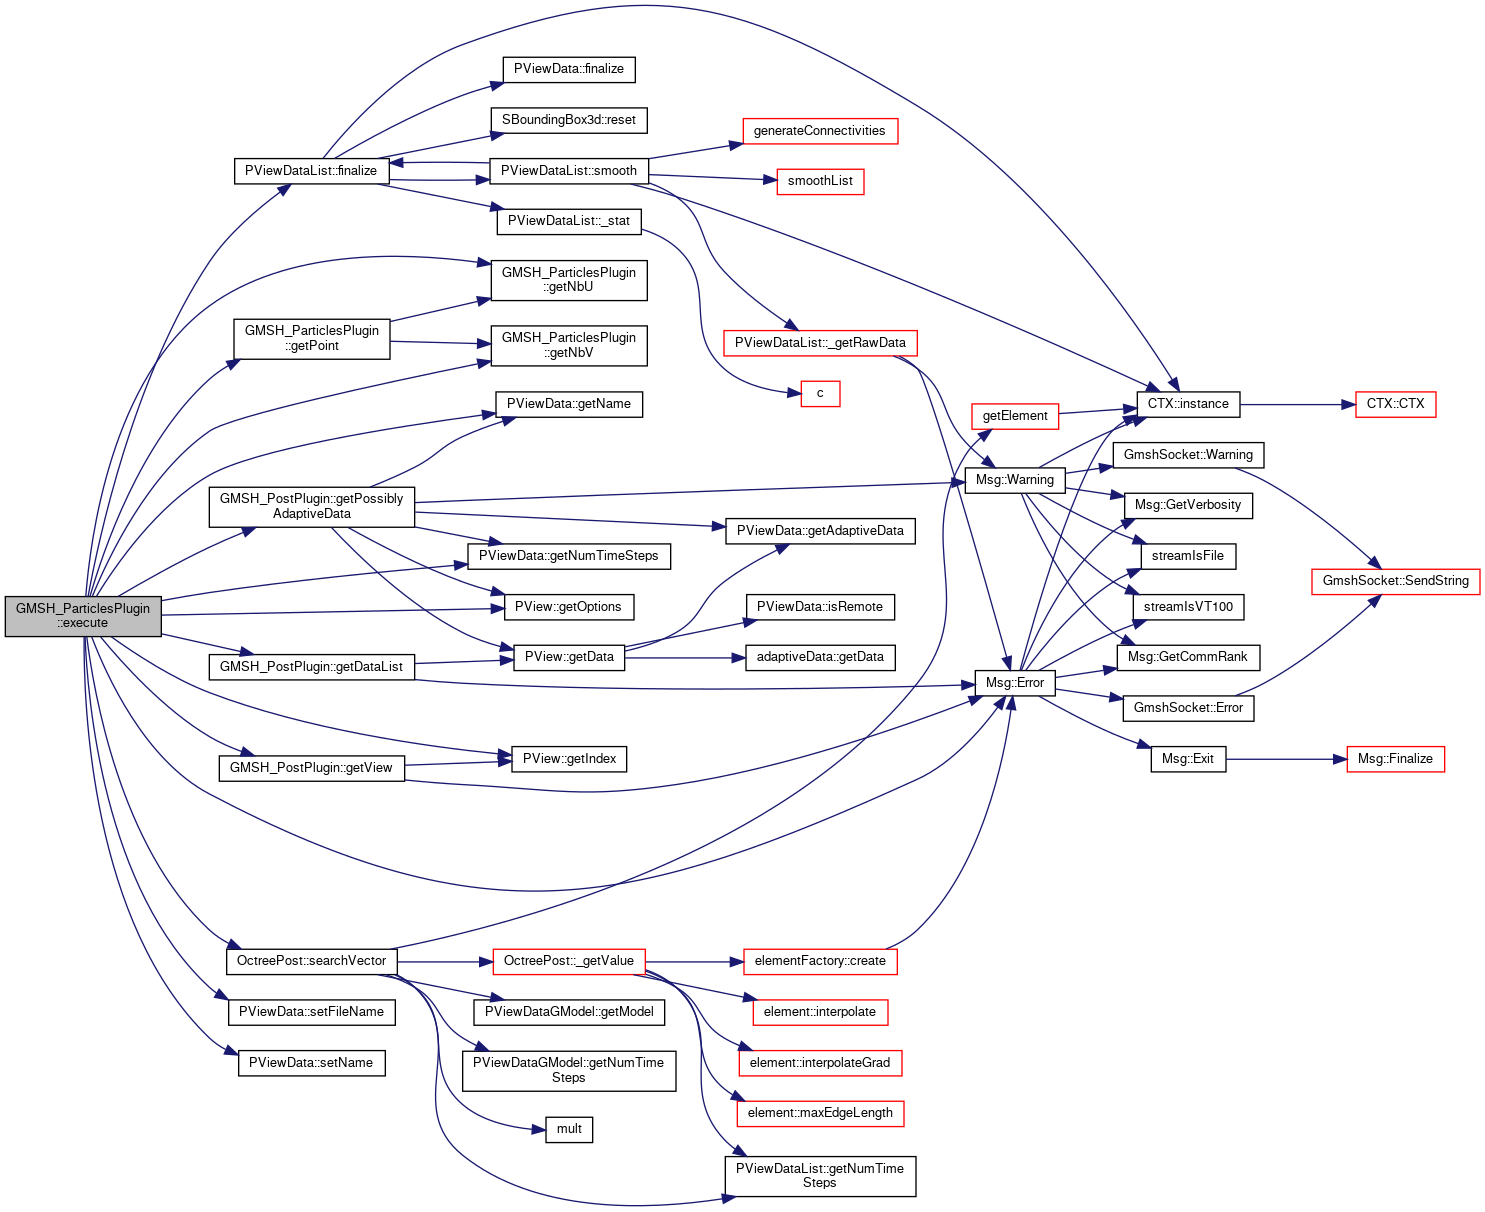 PViewData::finalize
SBoundingBox3d::reset
generateConnectivities
PViewDataList::finalize
PViewDataList::smooth
smoothList
PViewDataList::_stat
GMSH_ParticlesPlugin
::getNbU
GMSH_ParticlesPlugin
::getPoint
GMSH_ParticlesPlugin
::getNbV
PViewDataList::_getRawData
c
PViewData::getName
getElement
CTX::instance
CTX::CTX
GmshSocket::Warning
Msg::Warning
GMSH_PostPlugin::getPossibly
AdaptiveData
Msg::GetVerbosity
PViewData::getAdaptiveData
PViewData::getNumTimeSteps
streamIsFile
GmshSocket::SendString
GMSH_ParticlesPlugin
::execute
PView::getOptions
PViewData::isRemote
streamIsVT100
GMSH_PostPlugin::getDataList
PView::getData
adaptiveData::getData
Msg::GetCommRank
Msg::Error
GmshSocket::Error
GMSH_PostPlugin::getView
PView::getIndex
Msg::Exit
Msg::Finalize
OctreePost::searchVector
OctreePost::_getValue
elementFactory::create
PViewData::setFileName
PViewDataGModel::getModel
element::interpolate
PViewData::setName
PViewDataGModel::getNumTime
Steps
element::interpolateGrad
element::maxEdgeLength
mult
PViewDataList::getNumTime
Steps